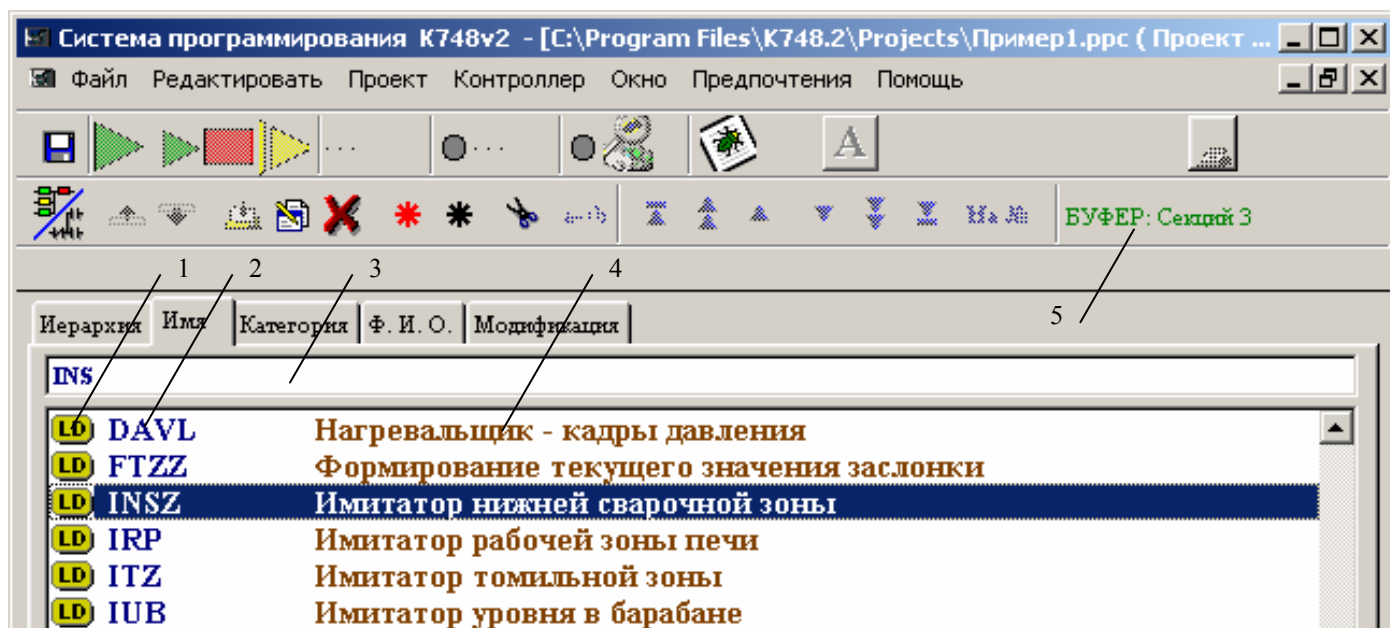 Система программирования K748v2 - [C:\Program Files\K748.2\Projects\Пример1.ppc ( Проект ...
Файл Редактировать Проект Контроллер Окно Предпочтения Помощь
A
На №
БУФЕР: Секций 3
1 2 3 4
5
Иерархия Имя Категория Ф. И. О. Модификация
INS
LD DAVL Нагревальщик - кадры давления
LD FTZZ Формирование текущего значения заслонки
LD INSZ Имитатор нижней сварочной зоны
LD IRP Имитатор рабочей зоны печи
LD ITZ Имитатор томильной зоны
LD IUB Имитатор уровня в барабане